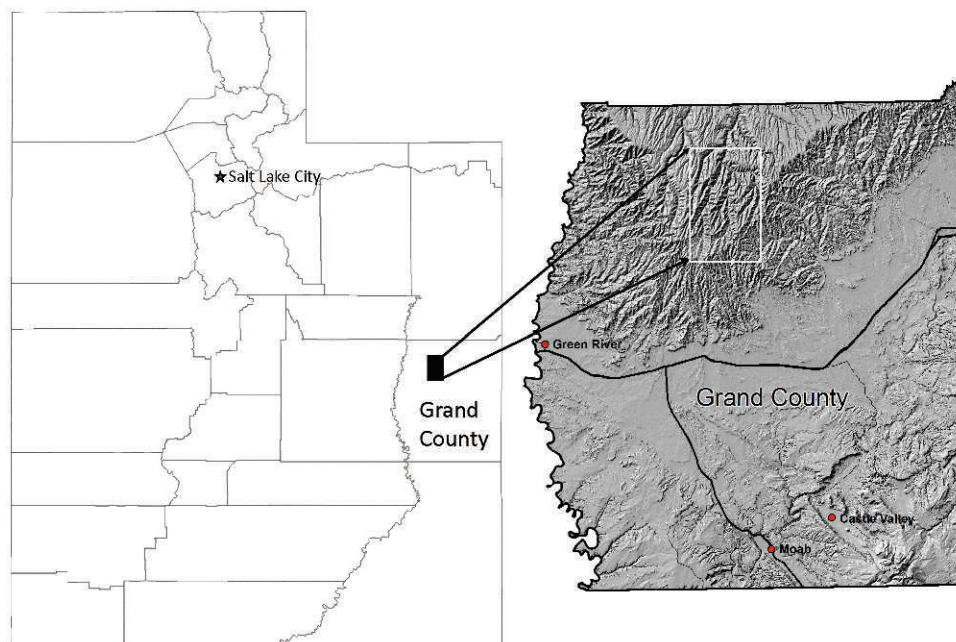 Salt Lake City
Grand
County
Green River
Grand County
Castle Valley
Moab